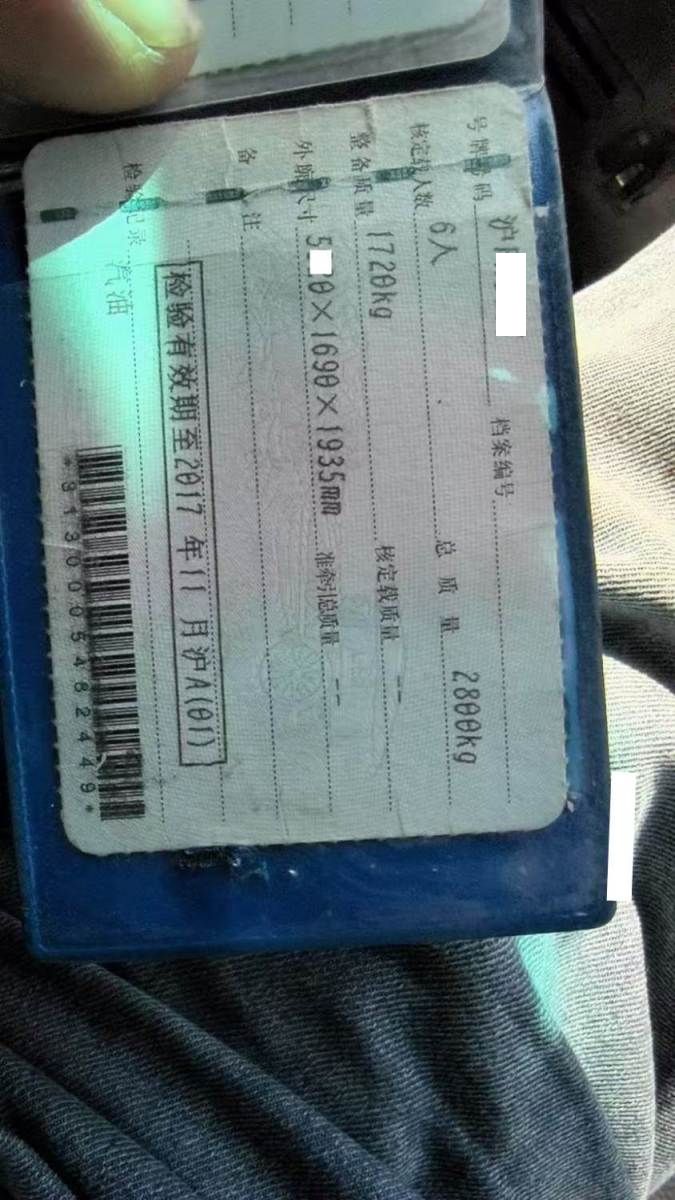 号牌号码 沪 档案编号
核定载人数 6人 总质量 2800kg
整备质量 1720kg 核定载质量 --
外廓尺寸 5 0×1690×1935mm 准牵引总质量 --
备注
检验有效期至2017年11月沪A(01)
检验记录 汽油
*3130005482449*